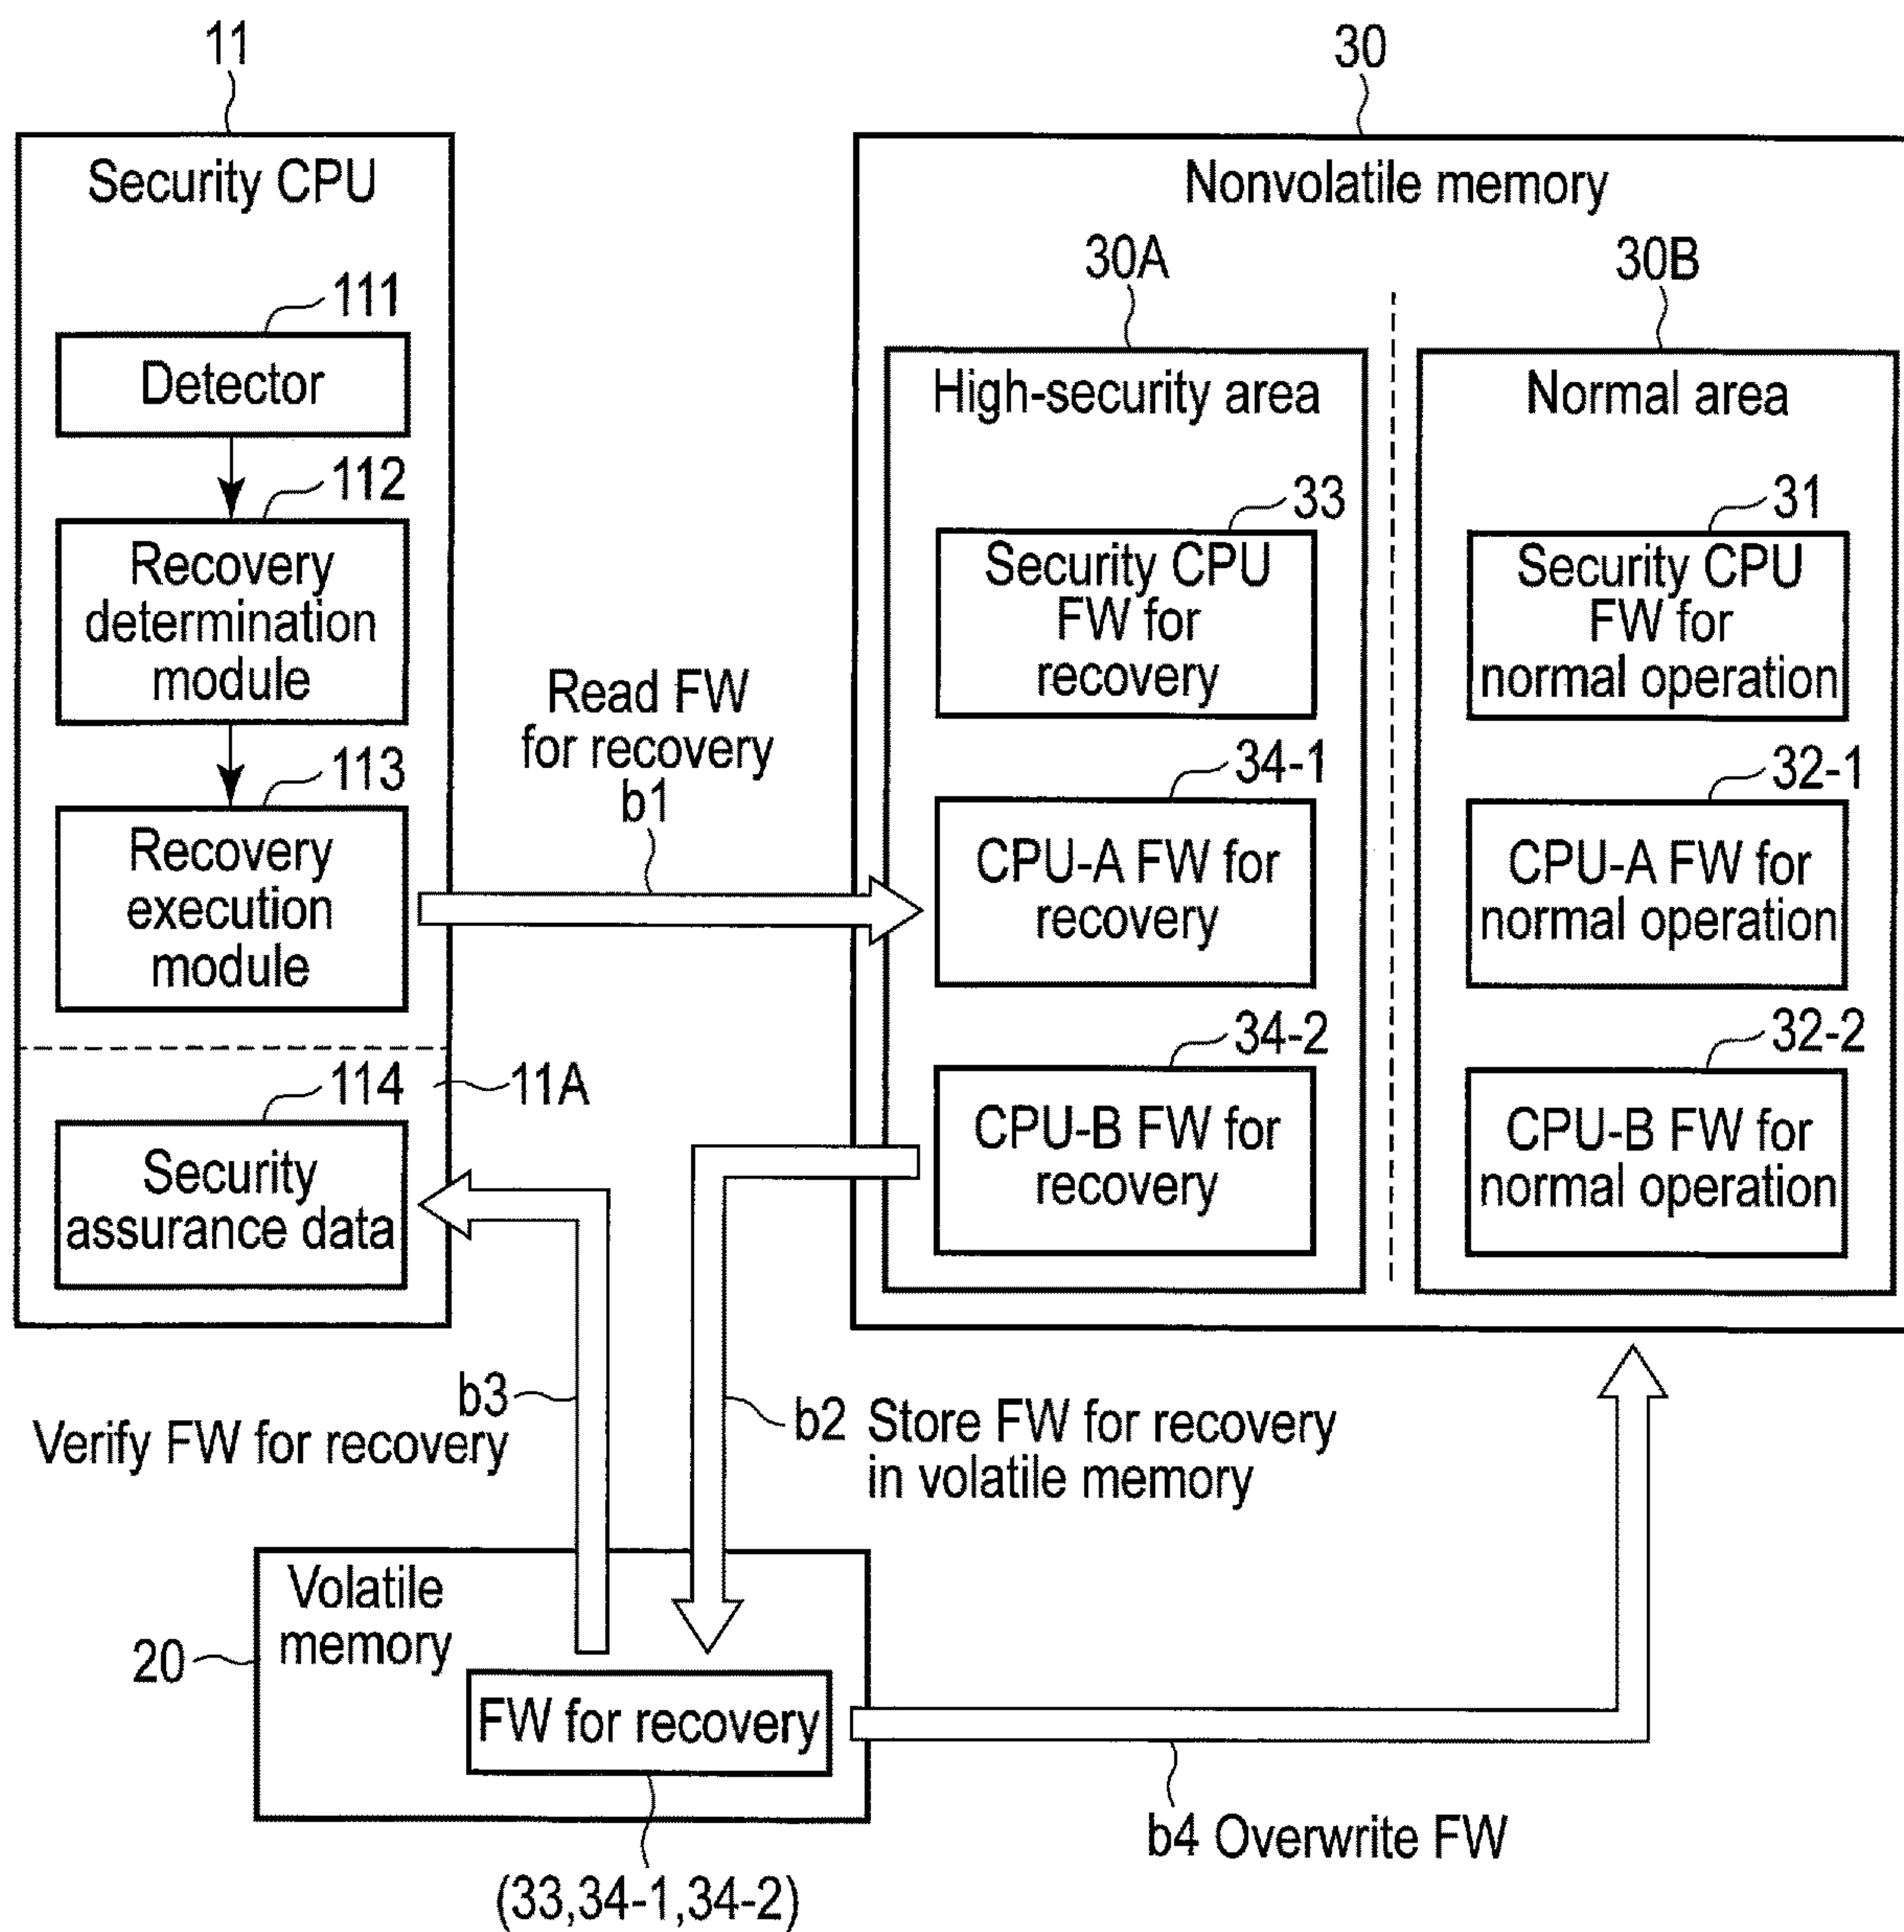 11
Security CPU
111
Detector
112
Recovery
determination
module
113
Recovery
execution
module
11A
114
Security
assurance data
Read FW
for recovery
b1
30
Nonvolatile memory
30A
High-security area
33
Security CPU
FW for
recovery
34-1
CPU-A FW for
recovery
34-2
CPU-B FW for
recovery
30B
Normal area
31
Security CPU
FW for
normal operation
32-1
CPU-A FW for
normal operation
32-2
CPU-B FW for
normal operation
b3
Verify FW for recovery
b2 Store FW for recovery
in volatile memory
20
Volatile
memory
FW for recovery
(33,34-1,34-2)
b4 Overwrite FW